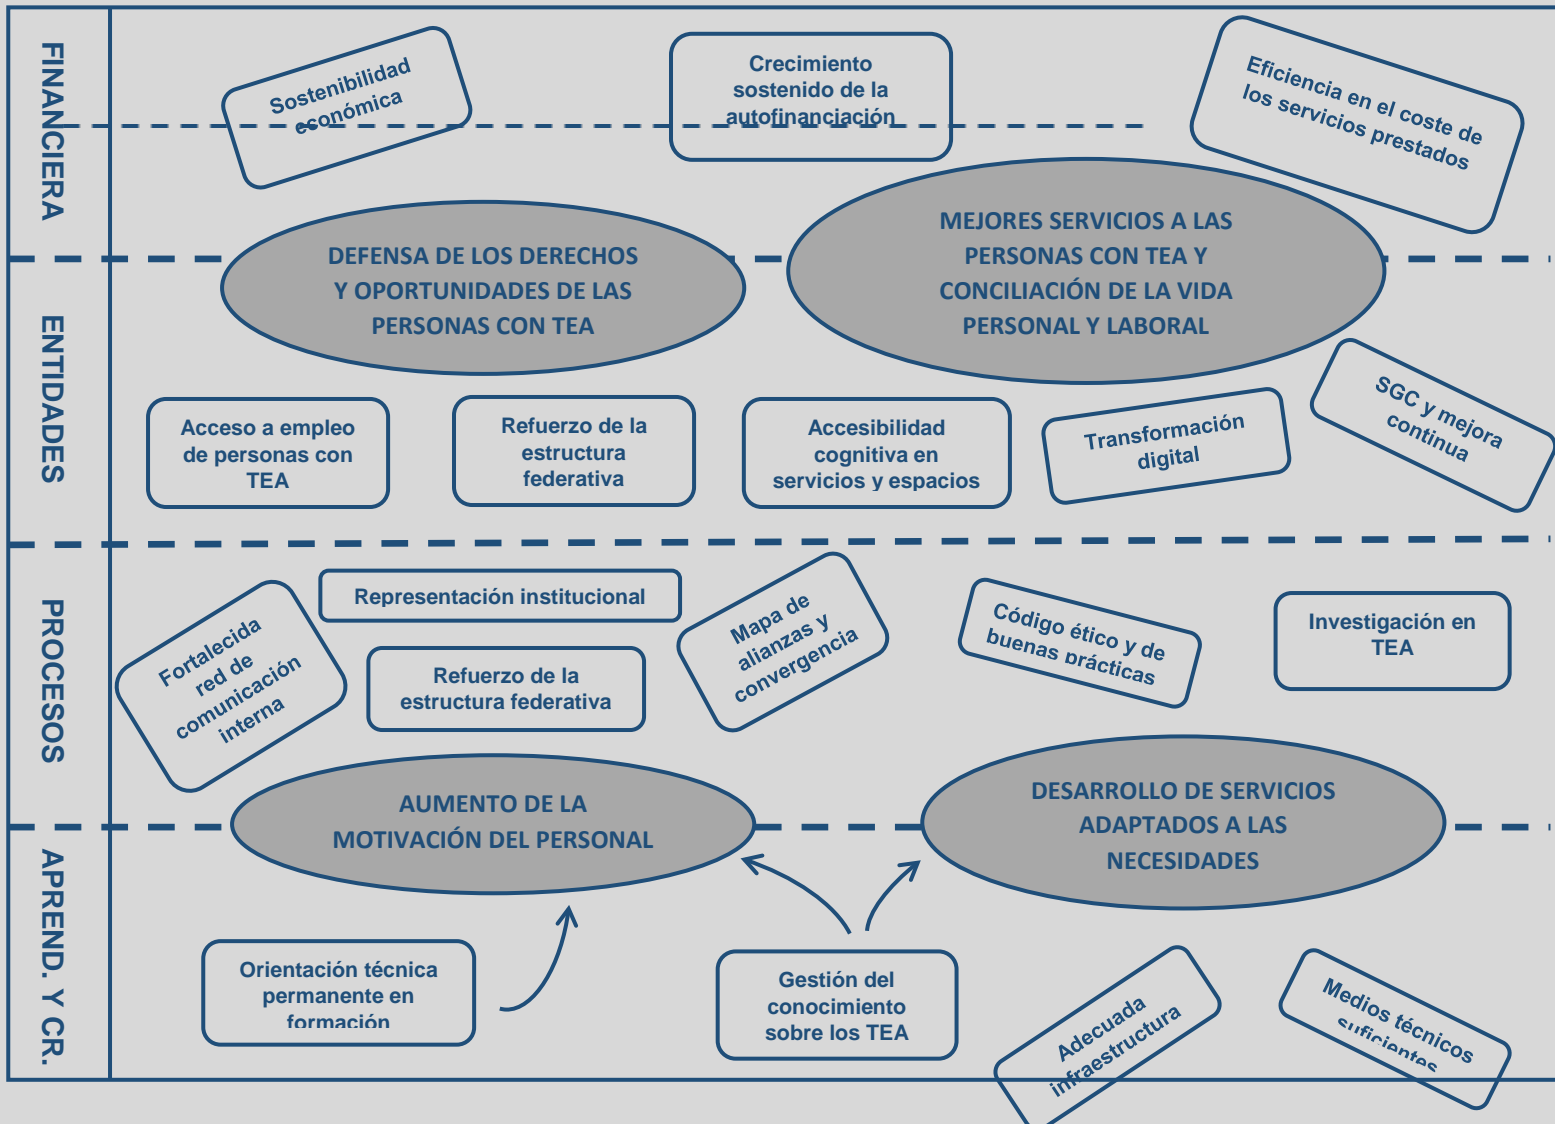 FINANCIERA
Sostenibilidad
económica
Crecimiento
sostenido de la
autofinanciación
Eficiencia en el coste de
los servicios prestados
DEFENSA DE LOS DERECHOS
Y OPORTUNIDADES DE LAS
PERSONAS CON TEA
MEJORES SERVICIOS A LAS
PERSONAS CON TEA Y
CONCILIACIÓN DE LA VIDA
PERSONAL Y LABORAL
ENTIDADES
Acceso a empleo
de personas con
TEA
Refuerzo de la
estructura
federativa
Accesibilidad
cognitiva en
servicios y espacios
Transformación
digital
SGC y mejora
continua
PROCESOS
Fortalecida
red de
comunicación
interna
Representación institucional
Refuerzo de la
estructura federativa
Mapa de
alianzas y
convergencia
Código ético y de
buenas prácticas
Investigación en
TEA
AUMENTO DE LA
MOTIVACIÓN DEL PERSONAL
DESARROLLO DE SERVICIOS
ADAPTADOS A LAS
NECESIDADES
APREND. Y CR.
Orientación técnica
permanente en
formación
Gestión del
conocimiento
sobre los TEA
Adecuada
infraestructura
Medios técnicos
suficientes